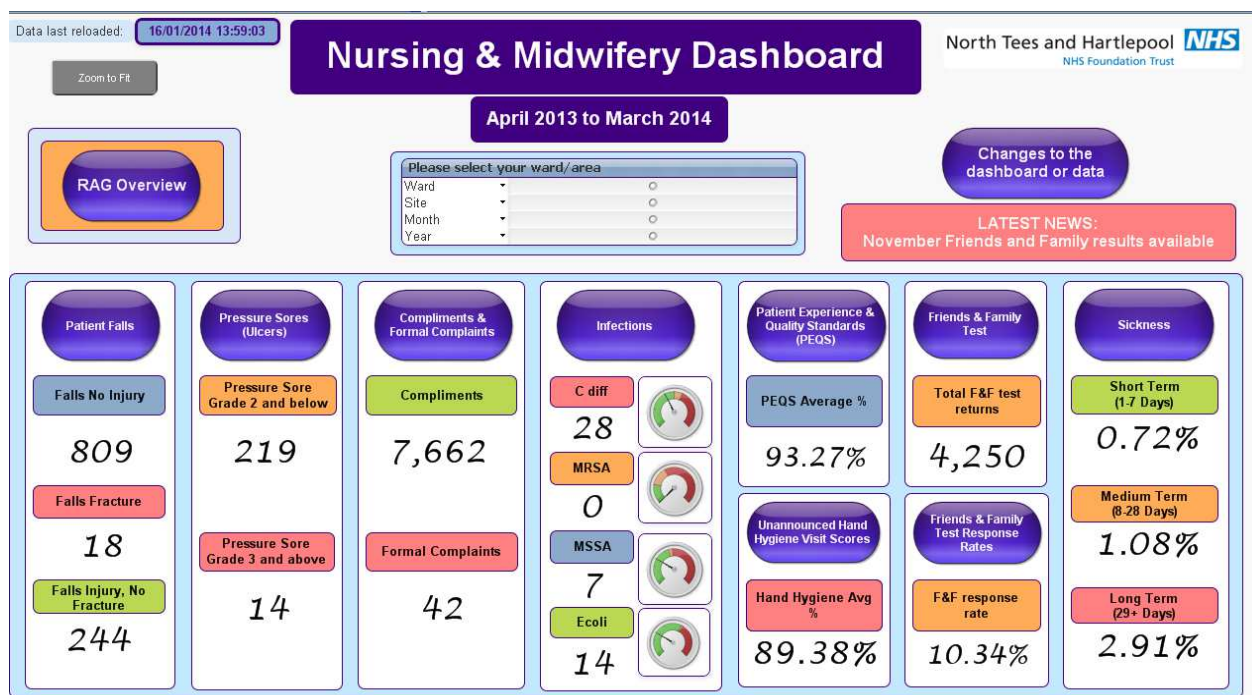 Data last reloaded: 16/01/2014 13:59:03
Zoom to Fit
Nursing & Midwifery Dashboard
North Tees and Hartlepool NHS
NHS Foundation Trust
April 2013 to March 2014
RAG Overview
Please select your ward/area
Ward
Site
Month
Year
Changes to the
dashboard or data
LATEST NEWS:
November Friends and Family results available
Patient Falls
Falls No Injury
809
Falls Fracture
18
Falls Injury, No
Fracture
244
Pressure Sores
(Ulcers)
Pressure Sore
Grade 2 and below
219
Pressure Sore
Grade 3 and above
14
Compliments &
Formal Complaints
Compliments
7,662
Formal Complaints
42
Infections
C diff
28
MRSA
0
MSSA
7
Ecoli
14
Patient Experience &
Quality Standards
(PEQS)
PEQS Average %
93.27%
Unannounced Hand
Hygiene Visit Scores
Hand Hygiene Avg
%
89.38%
Friends & Family
Test
Total F&F test
returns
4,250
Friends & Family
Test Response
Rates
F&F response
rate
10.34%
Sickness
Short Term
(1-7 Days)
0.72%
Medium Term
(8-28 Days)
1.08%
Long Term
(29+ Days)
2.91%